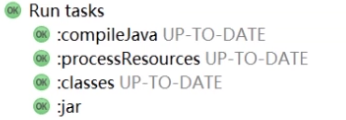 Run tasks
:compileJava UP-TO-DATE
:processResources UP-TO-DATE
:classes UP-TO-DATE
:jar